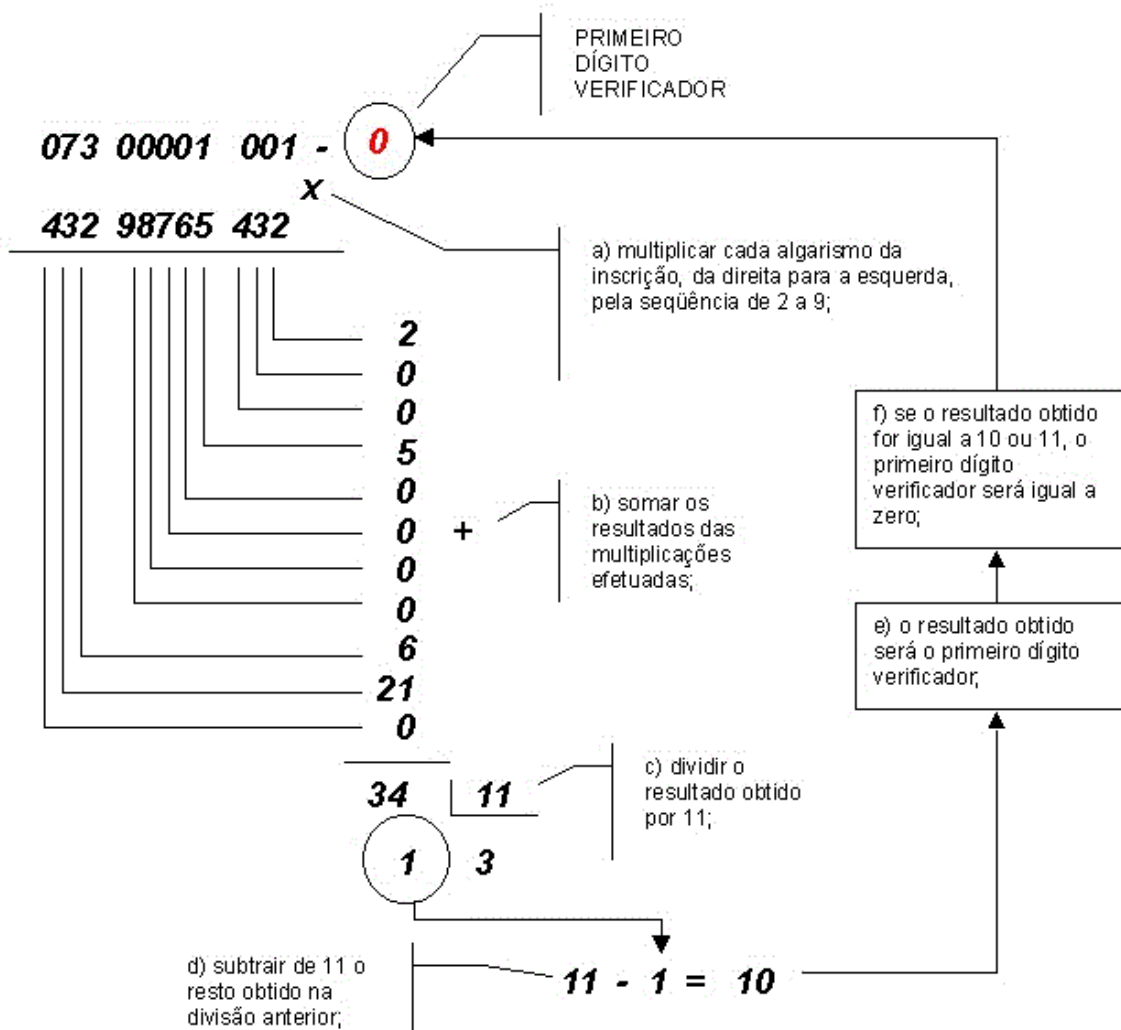 PRIMEIRO
DÍGITO
VERIFICADOR
073 00001 001 - 0
X
432 98765 432
a) multiplicar cada algarismo da
inscrição, da direita para a esquerda,
pela seqüência de 2 a 9;
2
0
0
5
0
0 +
0
0
6
21
0
b) somar os
resultados das
multiplicações
efetuadas;
f) se o resultado obtido
for igual a 10 ou 11, o
primeiro dígito
verificador será igual a
zero;
e) o resultado obtido
será o primeiro dígito
verificador;
34 11
1 3
c) dividir o
resultado obtido
por 11;
d) subtrair de 11 o
resto obtido na
divisão anterior;
11 - 1 = 10